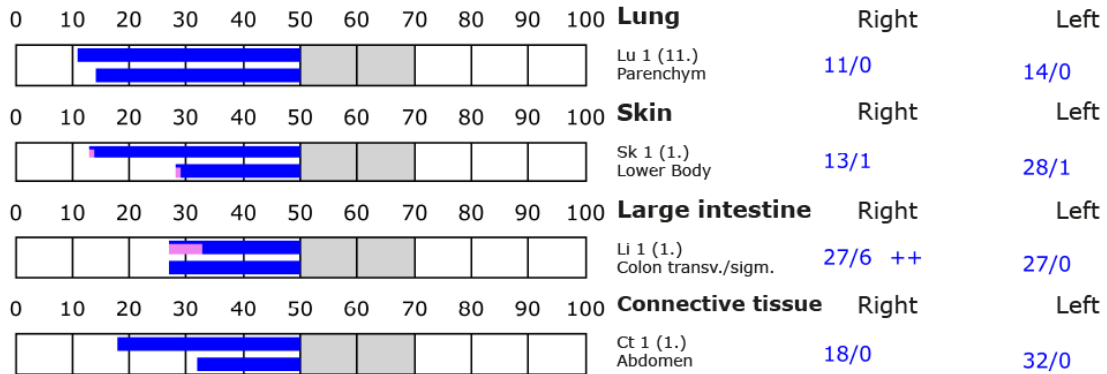 0 10 20 30 40 50 60 70 80 90 100 Lung Right Left
Lu 1 (11.)
Parenchym
11/0 14/0
0 10 20 30 40 50 60 70 80 90 100 Skin Right Left
Sk 1 (1.)
Lower Body
13/1 28/1
0 10 20 30 40 50 60 70 80 90 100 Large intestine Right Left
Li 1 (1.)
Colon transv./sigm.
27/6 ++ 27/0
0 10 20 30 40 50 60 70 80 90 100 Connective tissue Right Left
Ct 1 (1.)
Abdomen
18/0 32/0